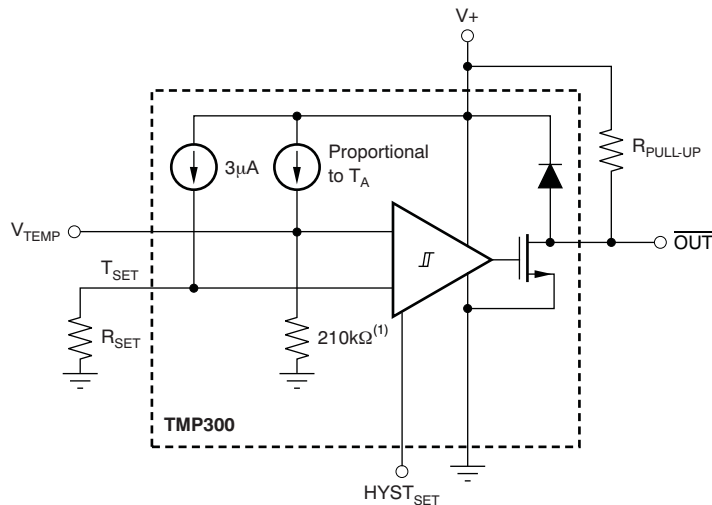 V+
3μA
Proportional
to T_A
R_PULL-UP
V_TEMP
OUT
T_SET
R_SET
210kΩ(1)
TMP300
HYST_SET